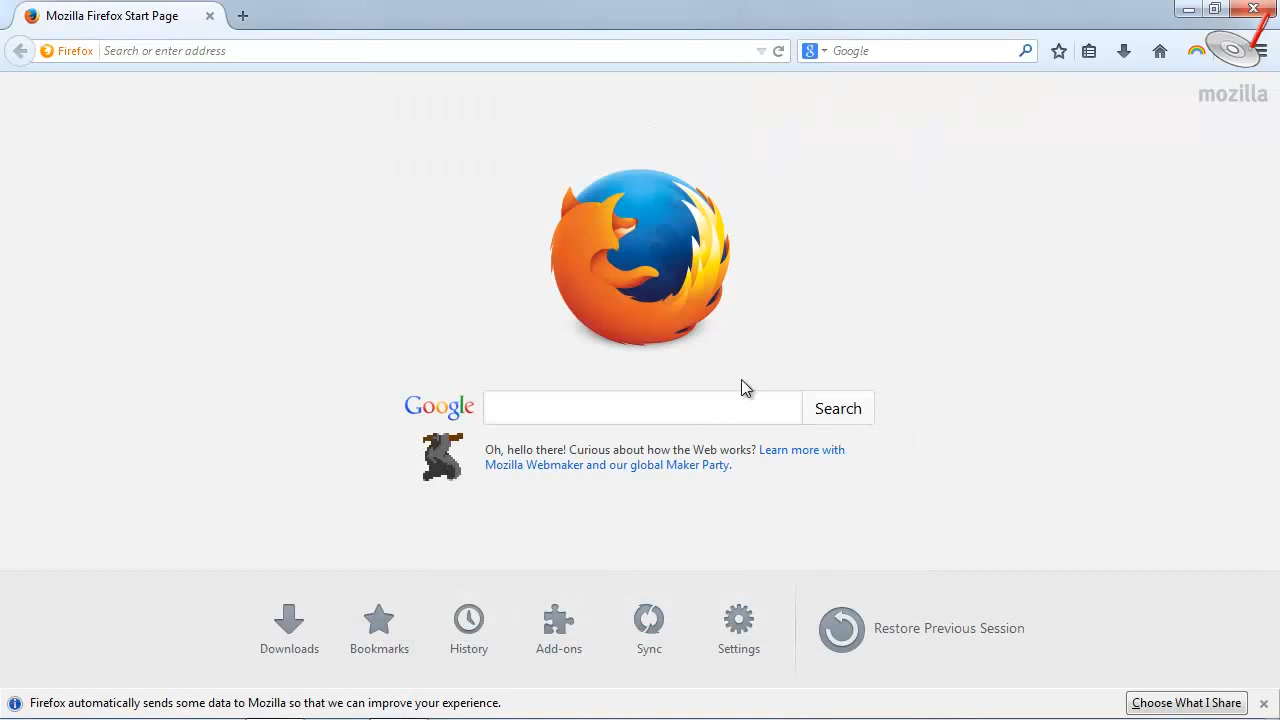 Mozilla Firefox Start Page
Firefox
Search or enter address
Google
mozilla
Google
Search
Oh, hello there! Curious about how the Web works? Learn more with
Mozilla Webmaker and our global Maker Party.
Downloads
Bookmarks
History
Add-ons
Sync
Settings
Restore Previous Session
Firefox automatically sends some data to Mozilla so that we can improve your experience.
Choose What I Share